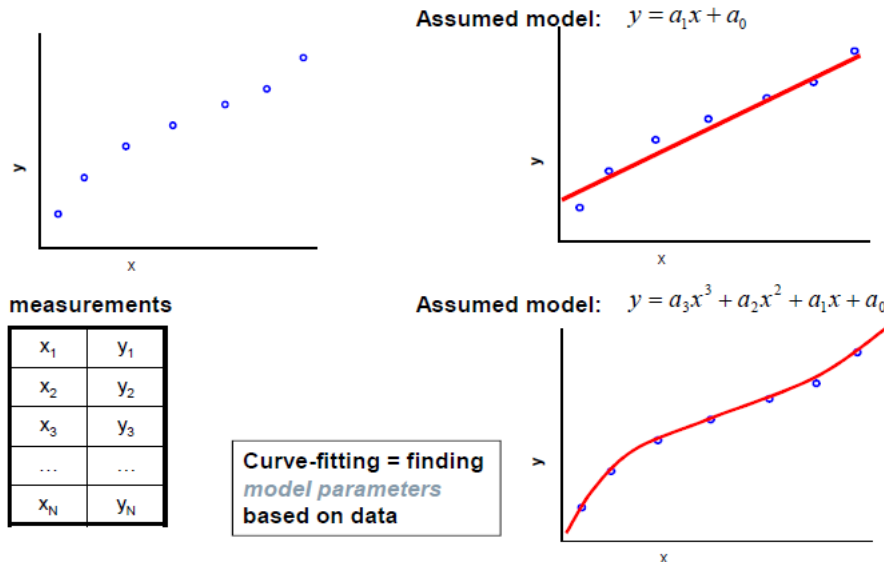 Assumed model: y = a₁x + a₀
y
x
y
x
measurements
x₁ y₁
x₂ y₂
x₃ y₃
... ...
x_N y_N
Assumed model: y = a₃x³ + a₂x² + a₁x + a₀
y
x
Curve-fitting = finding
model parameters
based on data